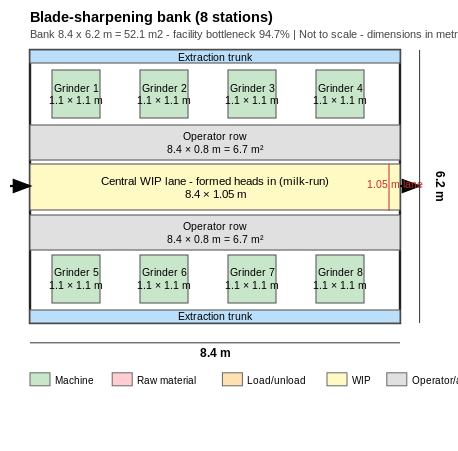 Blade-sharpening bank (8 stations)
Bank 8.4 x 6.2 m = 52.1 m2 - facility bottleneck 94.7% | Not to scale - dimensions in metr
Extraction trunk
Grinder 1 Grinder 2 Grinder 3 Grinder 4
1.1 × 1.1 m 1.1 × 1.1 m 1.1 × 1.1 m 1.1 × 1.1 m
Operator row
8.4 × 0.8 m = 6.7 m²
Central WIP lane - formed heads in (milk-run)
8.4 × 1.05 m
1.05 m lane
6.2 m
Operator row
8.4 × 0.8 m = 6.7 m²
Grinder 5 Grinder 6 Grinder 7 Grinder 8
1.1 × 1.1 m 1.1 × 1.1 m 1.1 × 1.1 m 1.1 × 1.1 m
Extraction trunk
8.4 m
Machine Raw material Load/unload WIP Operator/a